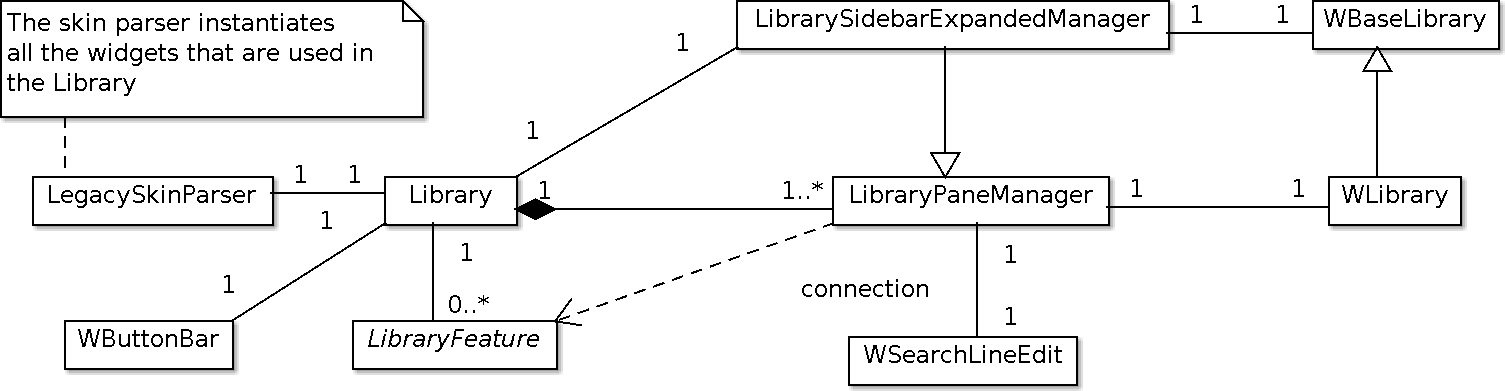 The skin parser instantiates
all the widgets that are used in
the Library
LibrarySidebarExpandedManager
1
1
WBaseLibrary
1
1
LegacySkinParser
1
1
Library
1
1..*
LibraryPaneManager
1
1
WLibrary
1
1
1
0..*
connection
1
1
WButtonBar
LibraryFeature
WSearchLineEdit